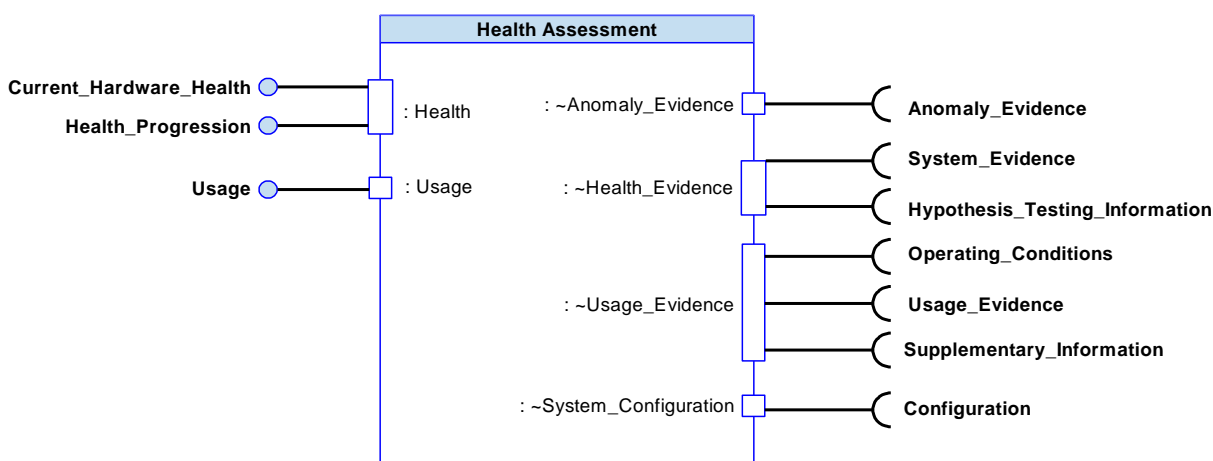 Health Assessment
Current_Hardware_Health
Health_Progression
: Health
Usage
: Usage
: ~Anomaly_Evidence
Anomaly_Evidence
: ~Health_Evidence
System_Evidence
Hypothesis_Testing_Information
: ~Usage_Evidence
Operating_Conditions
Usage_Evidence
Supplementary_Information
: ~System_Configuration
Configuration